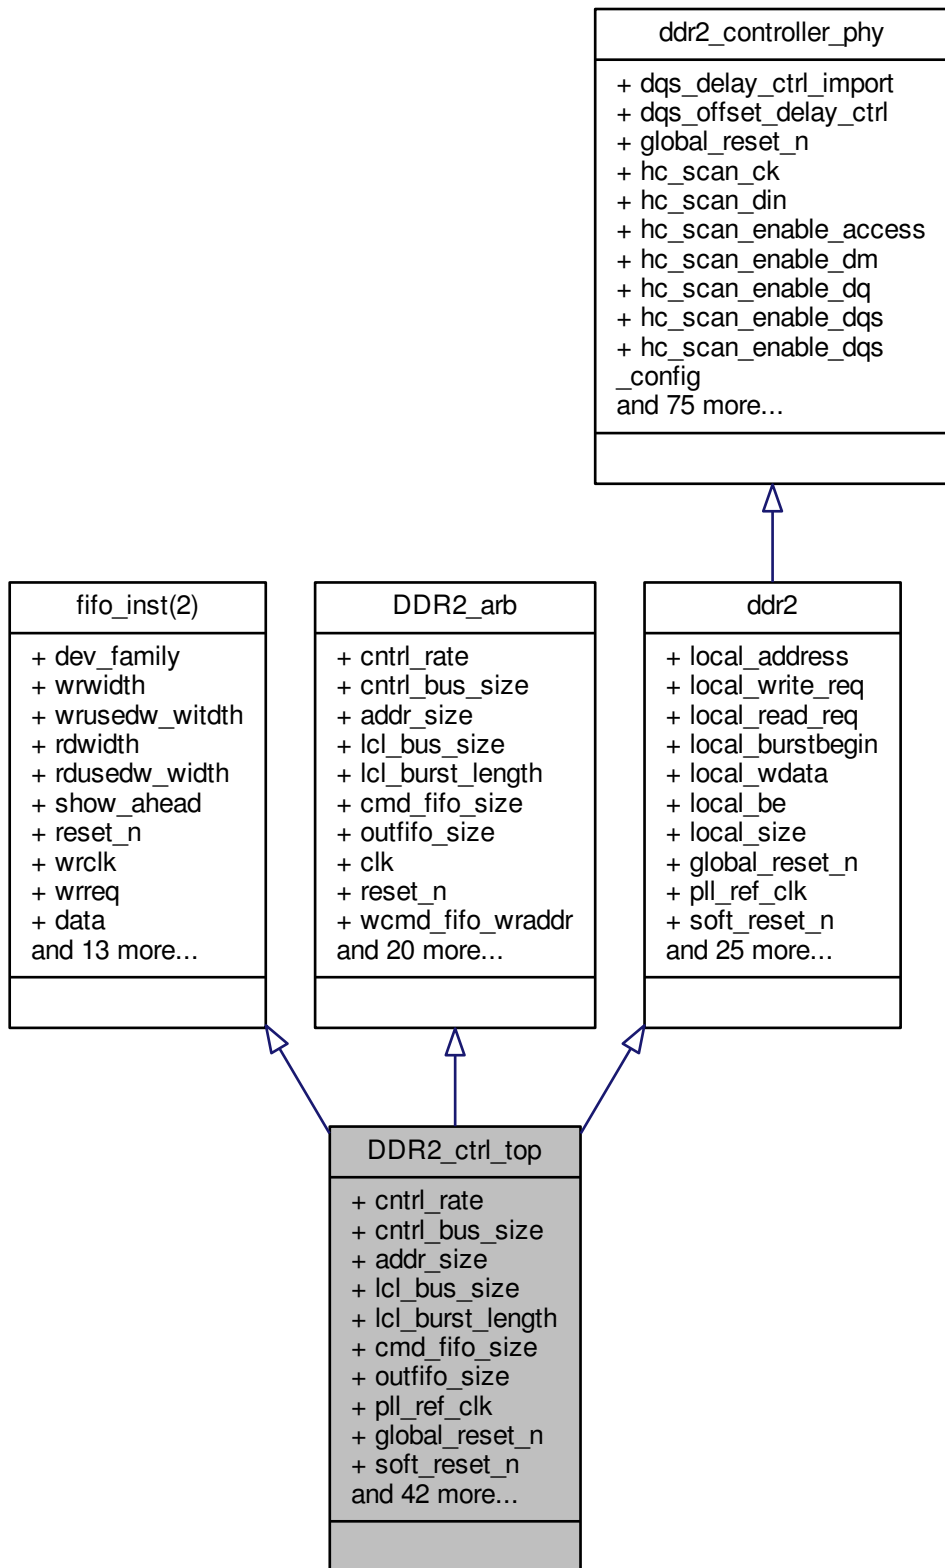 ddr2_controller_phy
+ dqs_delay_ctrl_import
+ dqs_offset_delay_ctrl
+ global_reset_n
+ hc_scan_ck
+ hc_scan_din
+ hc_scan_enable_access
+ hc_scan_enable_dm
+ hc_scan_enable_dq
+ hc_scan_enable_dqs
+ hc_scan_enable_dqs
_config
and 75 more...
fifo_inst(2)
+ dev_family
+ wrwidth
+ wrusedw_witdth
+ rdwidth
+ rdusedw_width
+ show_ahead
+ reset_n
+ wrclk
+ wrreq
+ data
and 13 more...
DDR2_arb
+ cntrl_rate
+ cntrl_bus_size
+ addr_size
+ lcl_bus_size
+ lcl_burst_length
+ cmd_fifo_size
+ outfifo_size
+ clk
+ reset_n
+ wcmd_fifo_wraddr
and 20 more...
ddr2
+ local_address
+ local_write_req
+ local_read_req
+ local_burstbegin
+ local_wdata
+ local_be
+ local_size
+ global_reset_n
+ pll_ref_clk
+ soft_reset_n
and 25 more...
DDR2_ctrl_top
+ cntrl_rate
+ cntrl_bus_size
+ addr_size
+ lcl_bus_size
+ lcl_burst_length
+ cmd_fifo_size
+ outfifo_size
+ pll_ref_clk
+ global_reset_n
+ soft_reset_n
and 42 more...